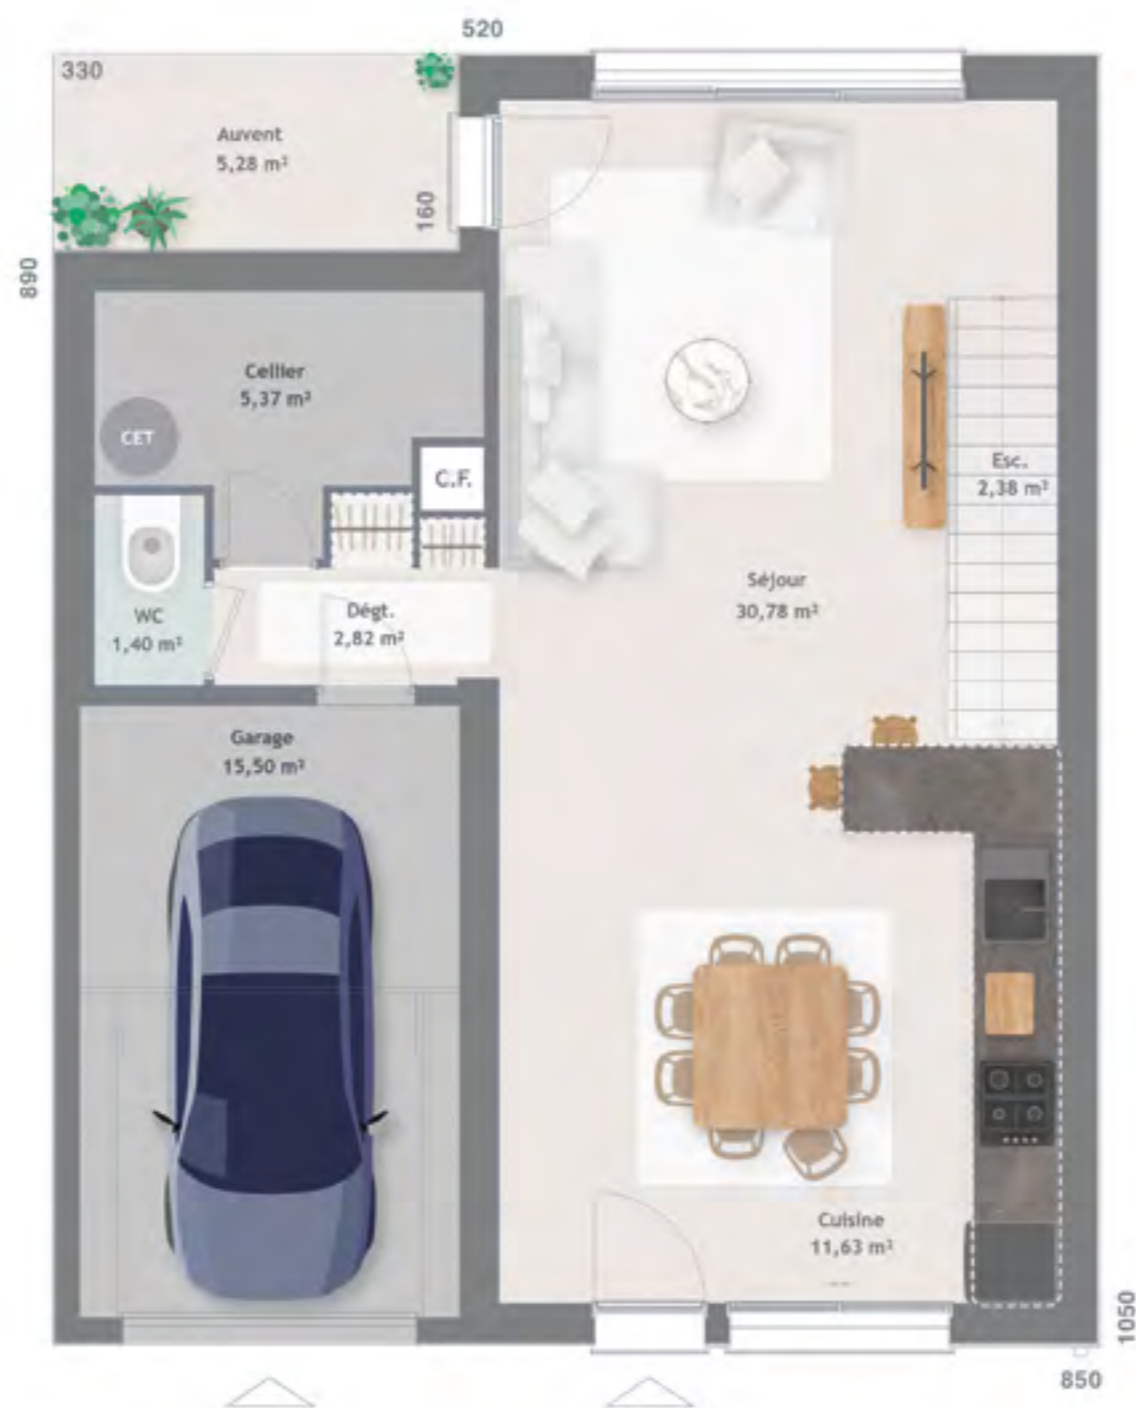 520
330
Auvent
5,28 m²
160
890
Cellier
5,37 m²
CET
C.F.
Esc.
2,38 m²
Séjour
30,78 m²
WC
1,40 m²
Dégt.
2,82 m²
Garage
15,50 m²
Cuisine
11,63 m²
1050
850